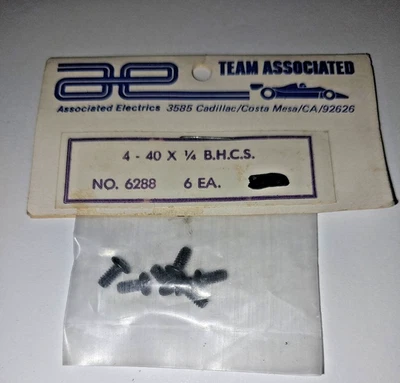 ae TEAM ASSOCIATED
Associated Electrics 3585 Cadillac/Costa Mesa/CA/92626
4 - 40 X ¼ B.H.C.S.
NO. 6288 6 EA.